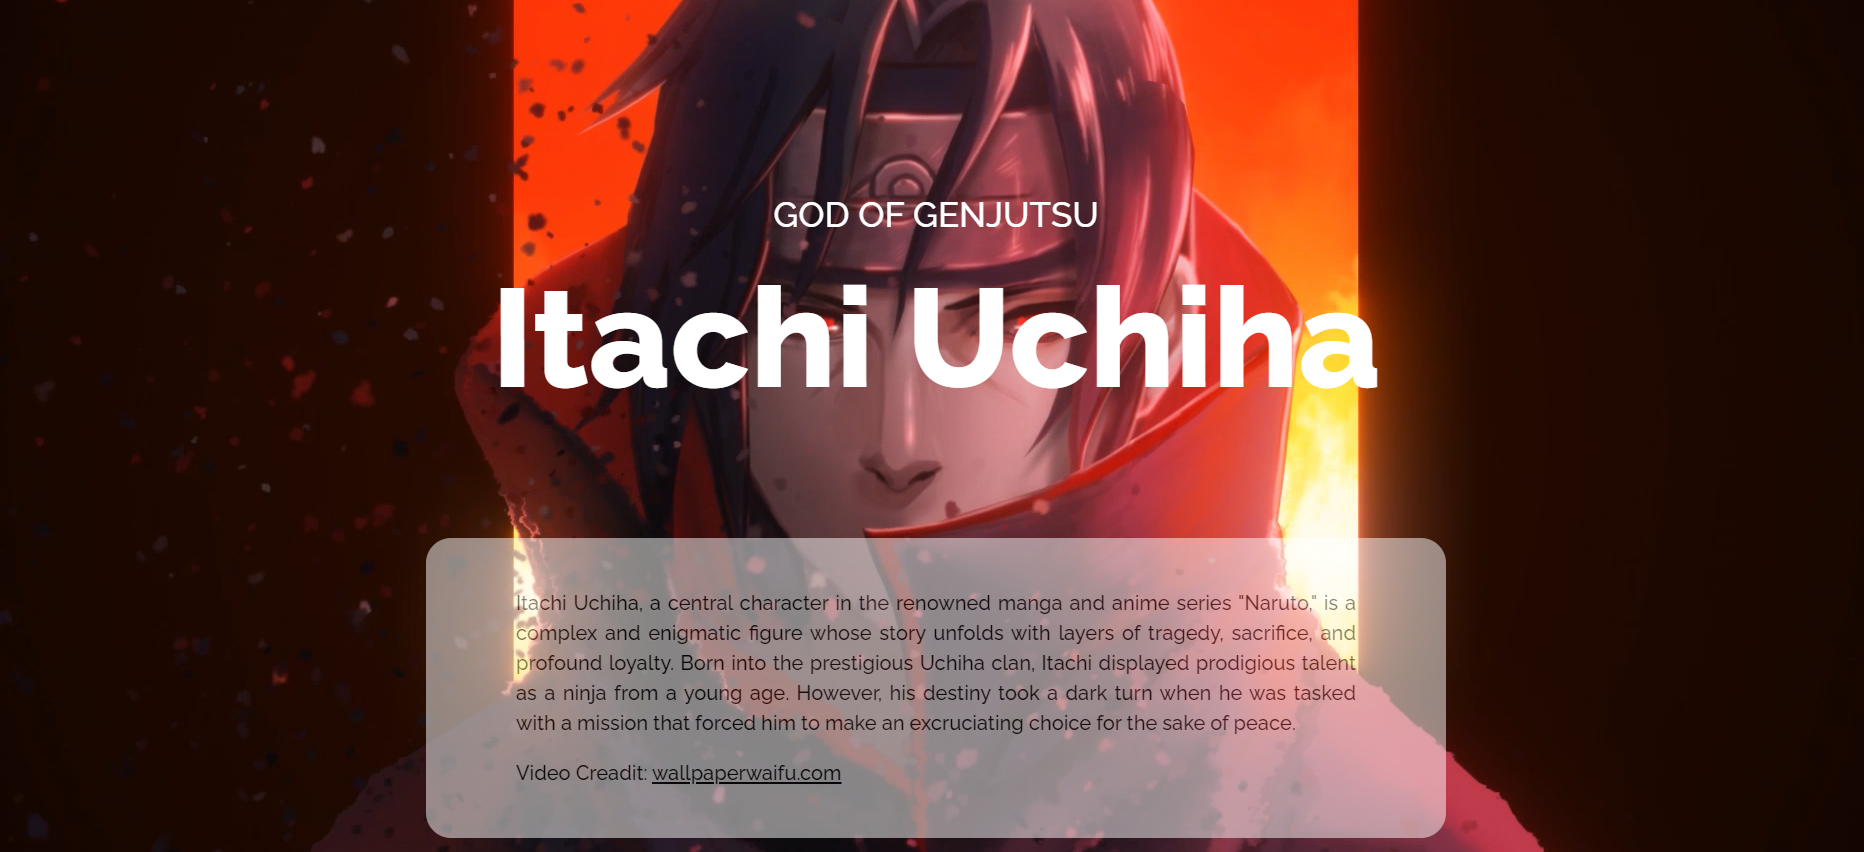 GOD OF GENJUTSU
Itachi Uchiha
Itachi Uchiha, a central character in the renowned manga and anime series "Naruto," is a
complex and enigmatic figure whose story unfolds with layers of tragedy, sacrifice, and
profound loyalty. Born into the prestigious Uchiha clan, Itachi displayed prodigious talent
as a ninja from a young age. However, his destiny took a dark turn when he was tasked
with a mission that forced him to make an excruciating choice for the sake of peace.
Video Creadit: wallpaperwaifu.com